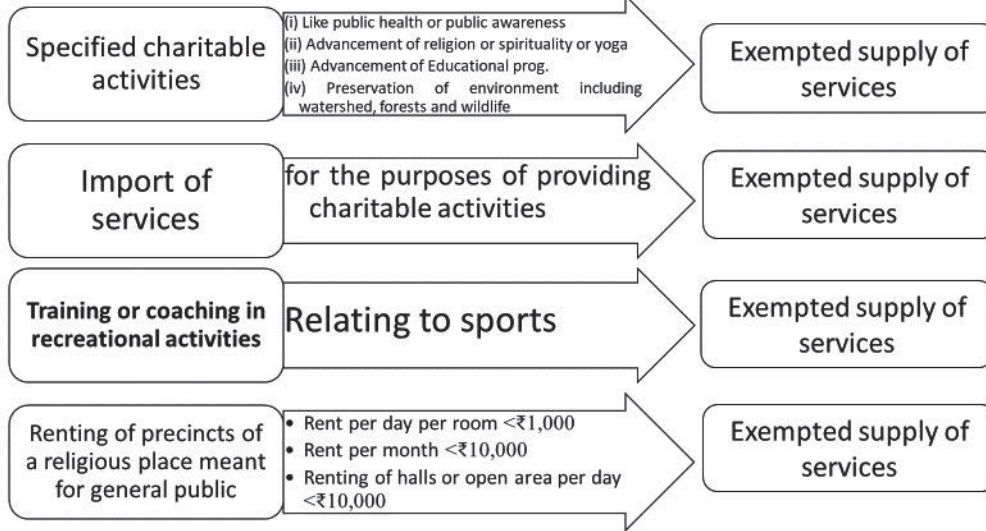 Specified charitable
activities
(i) Like public health or public awareness
(ii) Advancement of religion or spirituality or yoga
(iii) Advancement of Educational prog.
(iv) Preservation of environment including
watershed, forests and wildlife
Exempted supply of
services
Import of
services
for the purposes of providing
charitable activities
Exempted supply of
services
Training or coaching in
recreational activities
Relating to sports
Exempted supply of
services
Renting of precincts of
a religious place meant
for general public
• Rent per day per room <₹1,000
• Rent per month <₹10,000
• Renting of halls or open area per day
<₹10,000
Exempted supply of
services